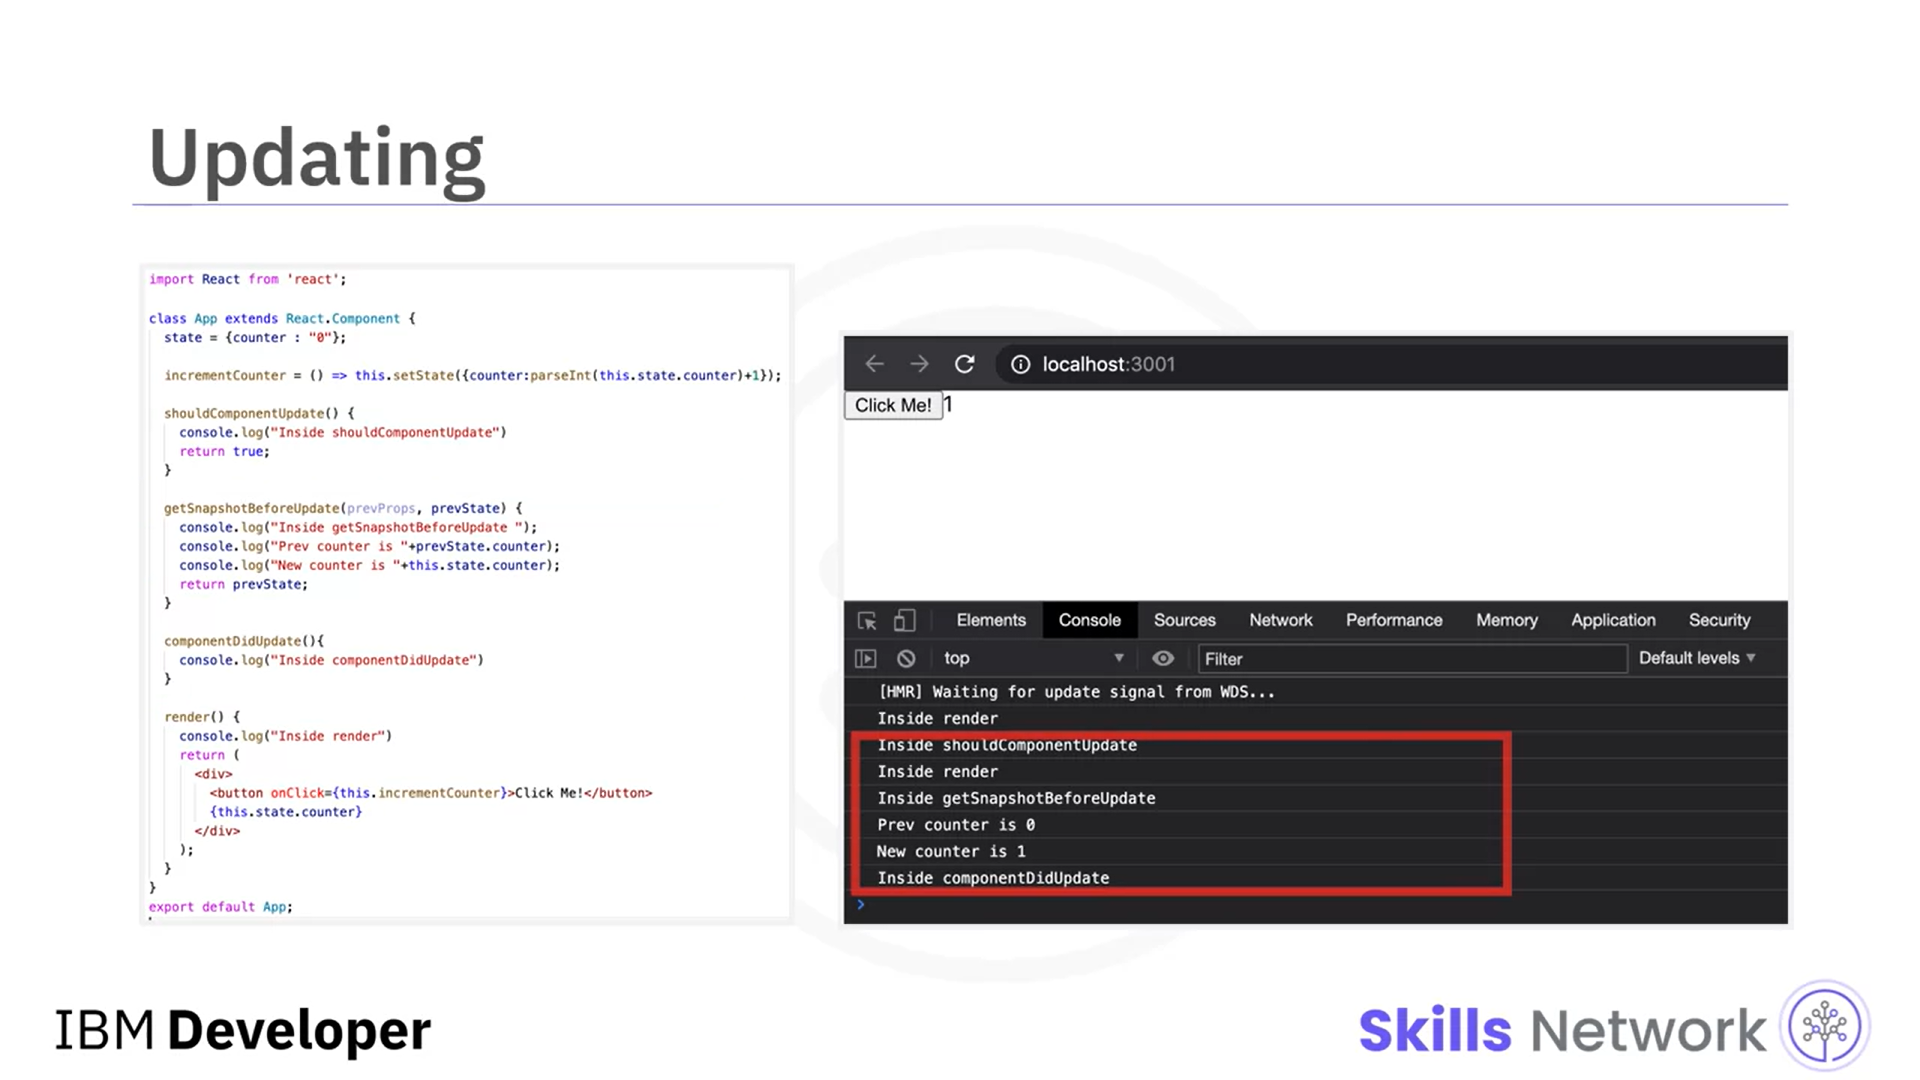 Updating
import React from 'react';
class App extends React.Component {
state = {counter : "0"};
incrementCounter = () => this.setState({counter:parseInt(this.state.counter)+1});
shouldComponentUpdate() {
console.log("Inside shouldComponentUpdate")
return true;
}
getSnapshotBeforeUpdate(prevProps, prevState) {
console.log("Inside getSnapshotBeforeUpdate ");
console.log("Prev counter is "+prevState.counter);
console.log("New counter is "+this.state.counter);
return prevState;
}
componentDidUpdate(){
console.log("Inside componentDidUpdate")
}
render() {
console.log("Inside render")
return (
<div>
<button onClick={this.incrementCounter}>Click Me!</button>
{this.state.counter}
</div>
);
}
}
export default App;
localhost:3001
Click Me! 1
Elements Console Sources Network Performance Memory Application Security
top Filter Default levels
[HMR] Waiting for update signal from WDS...
Inside render
Inside shouldComponentUpdate
Inside render
Inside getSnapshotBeforeUpdate
Prev counter is 0
New counter is 1
Inside componentDidUpdate
>
IBM Developer
Skills Network